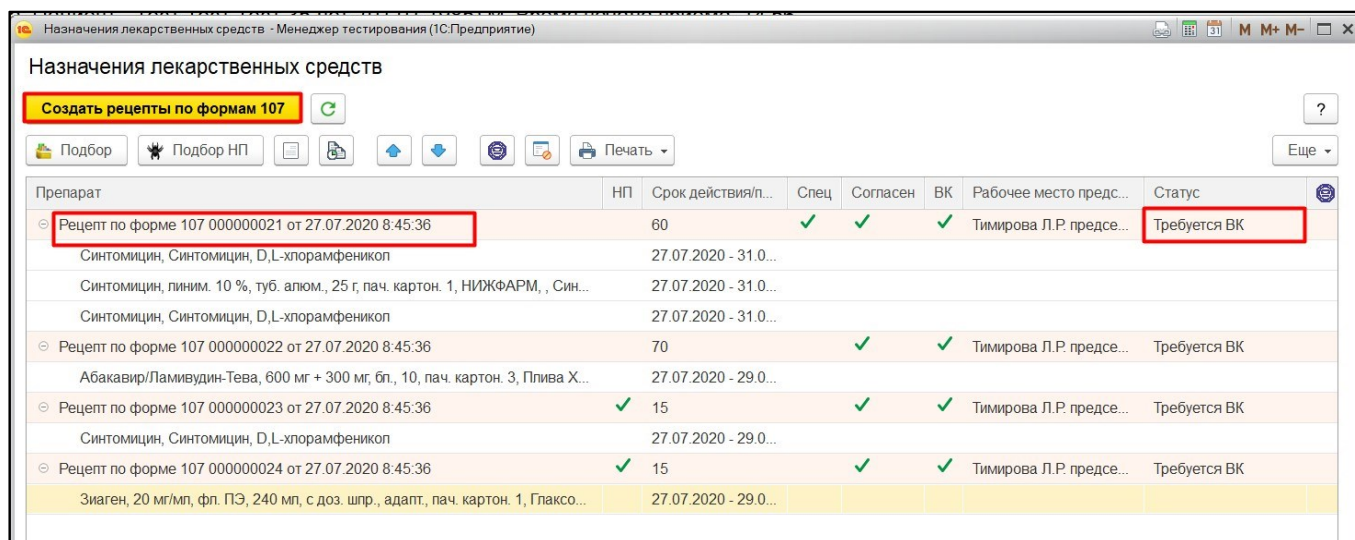 Назначения лекарственных средств - Менеджер тестирования (1С:Предприятие)
31 M M+ M-
Назначения лекарственных средств
Создать рецепты по формам 107
?
Подбор Подбор НП Печать Еще
Препарат НП Срок действия/п... Спец Согласен ВК Рабочее место предс... Статус
Рецепт по форме 107 000000021 от 27.07.2020 8:45:36 60 Тимирова Л.Р. предсе... Требуется ВК
Синтомицин, Синтомицин, D,L-хлорамфеникол 27.07.2020 - 31.0...
Синтомицин, линим. 10 %, туб. алюм., 25 г, пач. картон. 1, НИЖФАРМ, , Син... 27.07.2020 - 31.0...
Синтомицин, Синтомицин, D,L-хлорамфеникол 27.07.2020 - 31.0...
Рецепт по форме 107 000000022 от 27.07.2020 8:45:36 70 Тимирова Л.Р. предсе... Требуется ВК
Абакавир/Ламивудин-Тева, 600 мг + 300 мг, бл., 10, пач. картон. 3, Плива Х... 27.07.2020 - 29.0...
Рецепт по форме 107 000000023 от 27.07.2020 8:45:36 15 Тимирова Л.Р. предсе... Требуется ВК
Синтомицин, Синтомицин, D,L-хлорамфеникол 27.07.2020 - 29.0...
Рецепт по форме 107 000000024 от 27.07.2020 8:45:36 15 Тимирова Л.Р. предсе... Требуется ВК
Зиаген, 20 мг/мл, фл. ПЭ, 240 мл, с доз. шпр., адапт., пач. картон. 1, Глаксо... 27.07.2020 - 29.0...